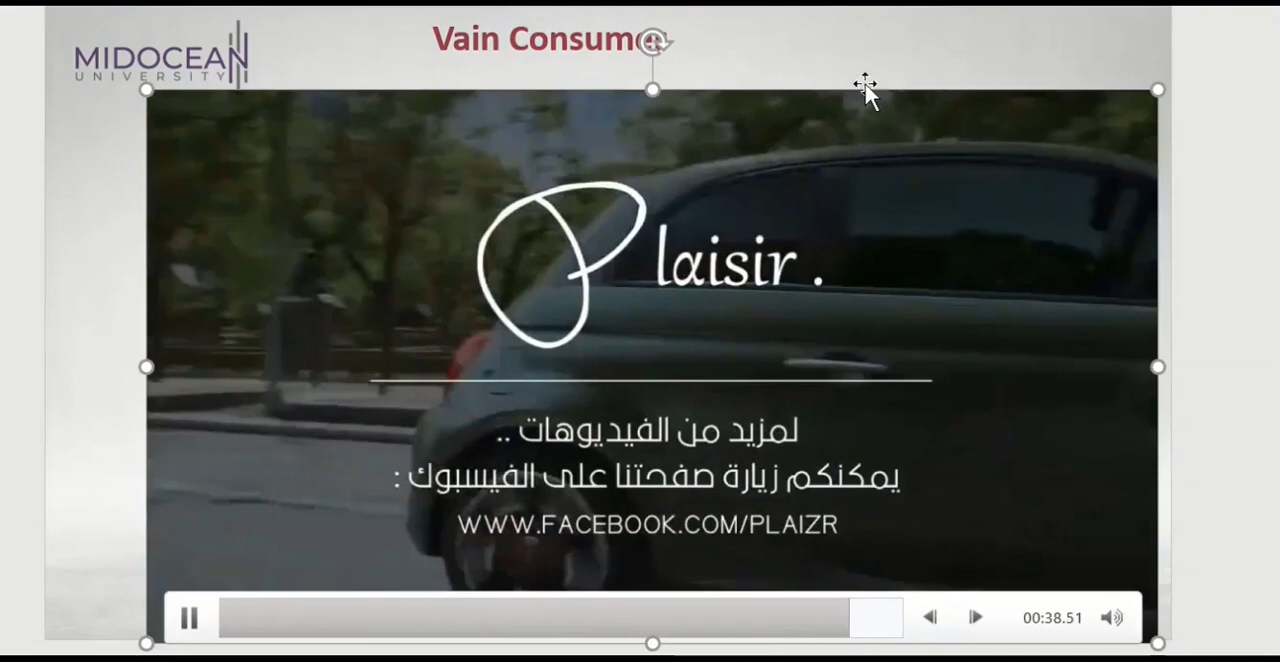 MIDOCEAN
UNIVERSITY
Vain Consume
Plaisir .
لمزيد من الفيديوهات ..
يمكنكم زيارة صفحتنا على الفيسبوك :
WWW.FACEBOOK.COM/PLAIZR
00:38.51